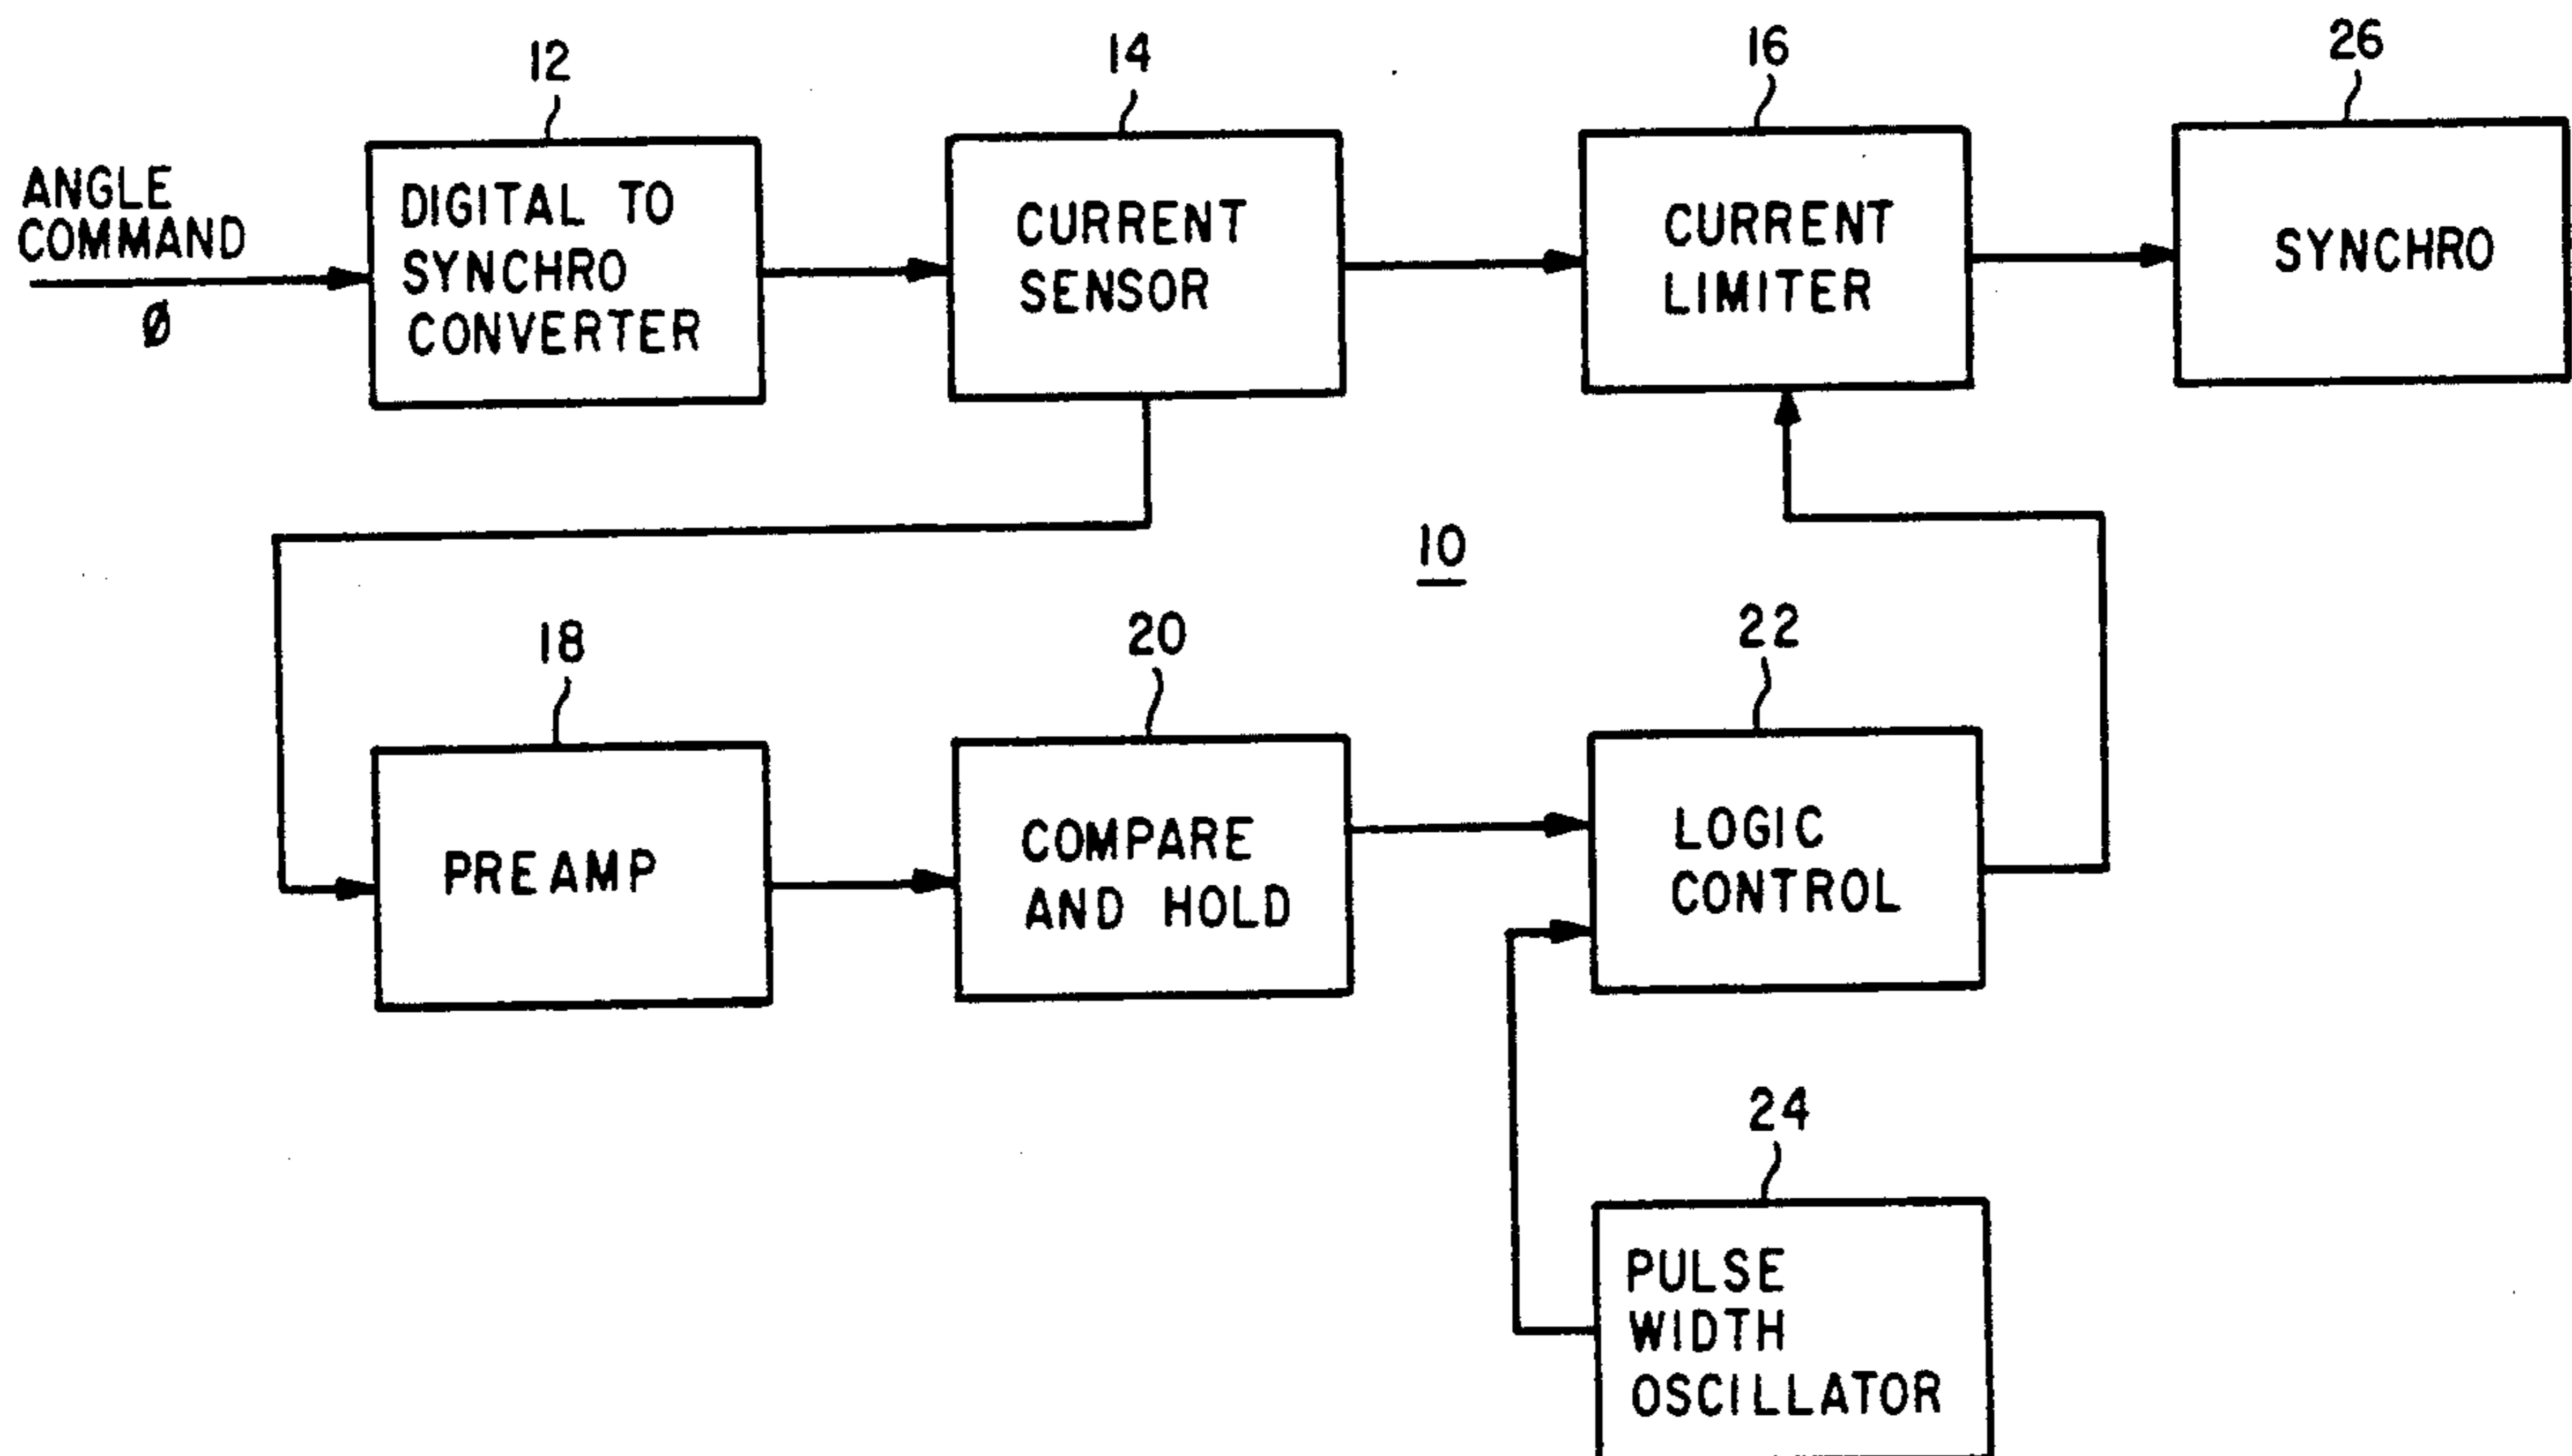 12
14
16
26
ANGLE
COMMAND
Ø
DIGITAL TO
SYNCHRO
CONVERTER
CURRENT
SENSOR
CURRENT
LIMITER
SYNCHRO
10
18
20
22
PREAMP
COMPARE
AND HOLD
LOGIC
CONTROL
24
PULSE
WIDTH
OSCILLATOR